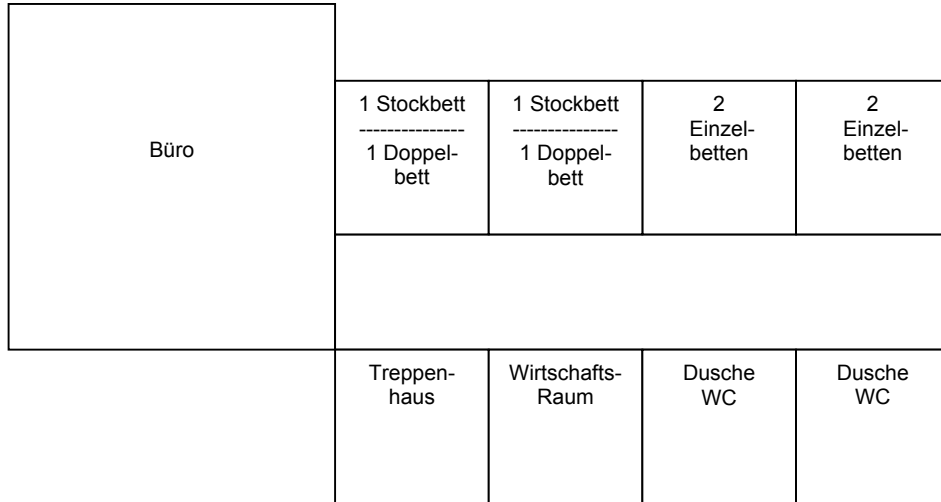 Büro
1 Stockbett
---------------
1 Doppel-
bett
1 Stockbett
---------------
1 Doppel-
bett
2
Einzel-
betten
2
Einzel-
betten
Treppen-
haus
Wirtschafts-
Raum
Dusche
WC
Dusche
WC